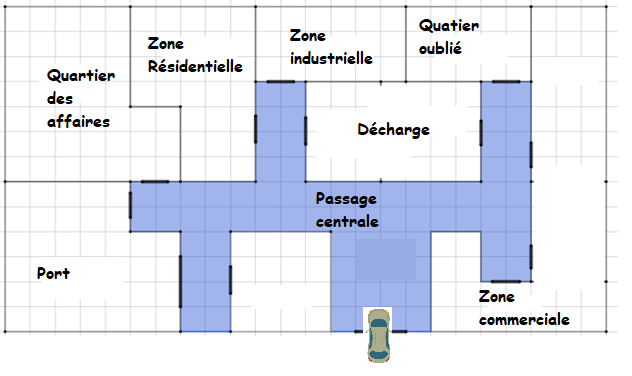 Quartier
des
affaires
Zone
Résidentielle
Zone
industrielle
Quatier
oublié
Décharge
Passage
centrale
Port
Zone
commerciale